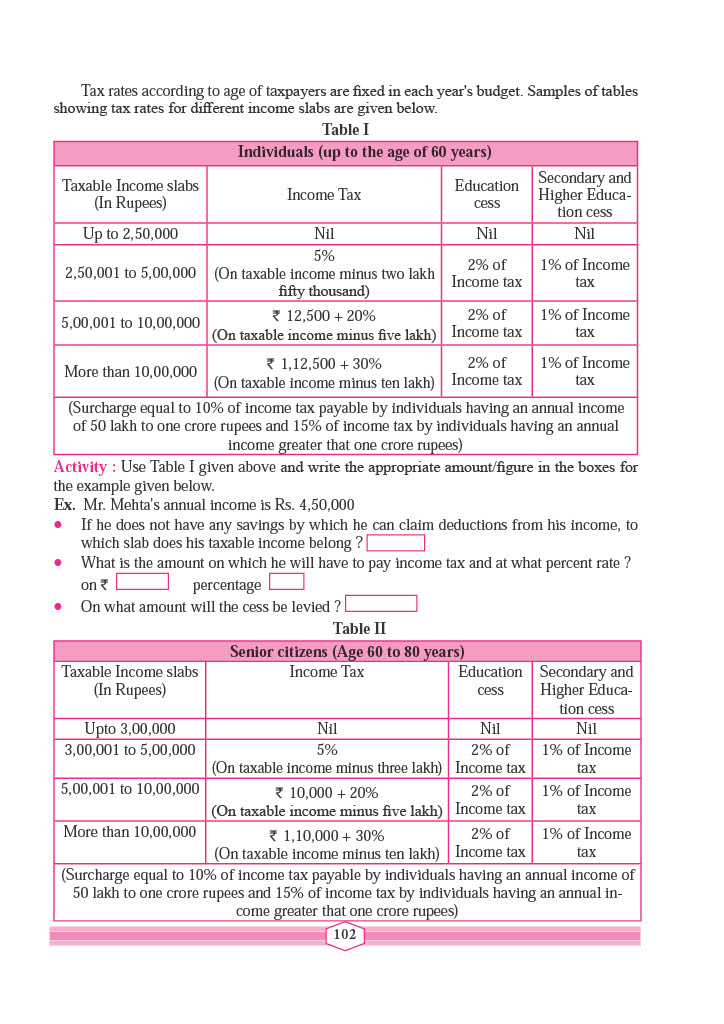 Tax rates according to age of taxpayers are fixed in each year's budget. Samples of tables
showing tax rates for different income slabs are given below.
Table I
Individuals (up to the age of 60 years)
Taxable Income slabs
(In Rupees)
Income Tax
Education
cess
Secondary and
Higher Educa-
tion cess
Up to 2,50,000
Nil
Nil
Nil
2,50,001 to 5,00,000
5%
(On taxable income minus two lakh
fifty thousand)
2% of
Income tax
1% of Income
tax
5,00,001 to 10,00,000
₹ 12,500 + 20%
(On taxable income minus five lakh)
2% of
Income tax
1% of Income
tax
More than 10,00,000
₹ 1,12,500 + 30%
(On taxable income minus ten lakh)
2% of
Income tax
1% of Income
tax
(Surcharge equal to 10% of income tax payable by individuals having an annual income
of 50 lakh to one crore rupees and 15% of income tax by individuals having an annual
income greater that one crore rupees)
Activity : Use Table I given above and write the appropriate amount/figure in the boxes for
the example given below.
Ex. Mr. Mehta's annual income is Rs. 4,50,000
● If he does not have any savings by which he can claim deductions from his income, to
which slab does his taxable income belong ?
● What is the amount on which he will have to pay income tax and at what percent rate ?
on ₹ percentage
● On what amount will the cess be levied ?
Table II
Senior citizens (Age 60 to 80 years)
Taxable Income slabs
(In Rupees)
Income Tax
Education
cess
Secondary and
Higher Educa-
tion cess
Upto 3,00,000
Nil
Nil
Nil
3,00,001 to 5,00,000
5%
(On taxable income minus three lakh)
2% of
Income tax
1% of Income
tax
5,00,001 to 10,00,000
₹ 10,000 + 20%
(On taxable income minus five lakh)
2% of
Income tax
1% of Income
tax
More than 10,00,000
₹ 1,10,000 + 30%
(On taxable income minus ten lakh)
2% of
Income tax
1% of Income
tax
(Surcharge equal to 10% of income tax payable by individuals having an annual income of
50 lakh to one crore rupees and 15% of income tax by individuals having an annual in-
come greater that one crore rupees)
102